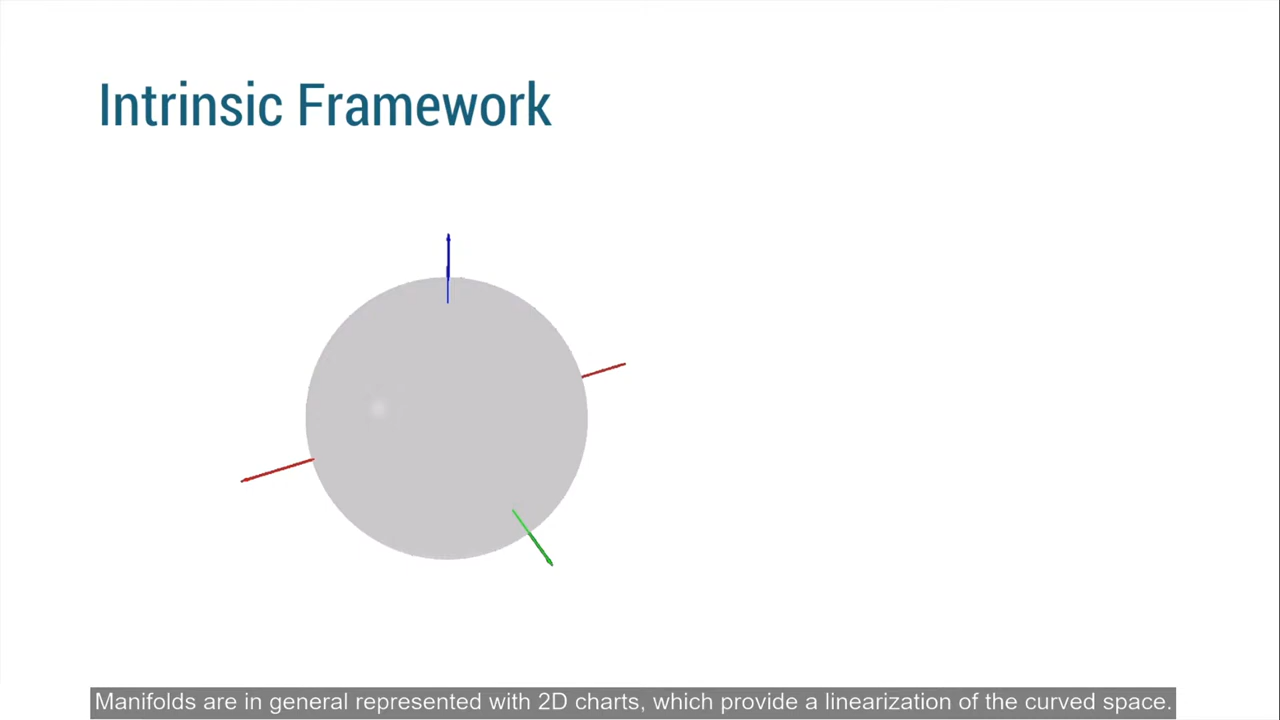 Intrinsic Framework
Manifolds are in general represented with 2D charts, which provide a linearization of the curved space.